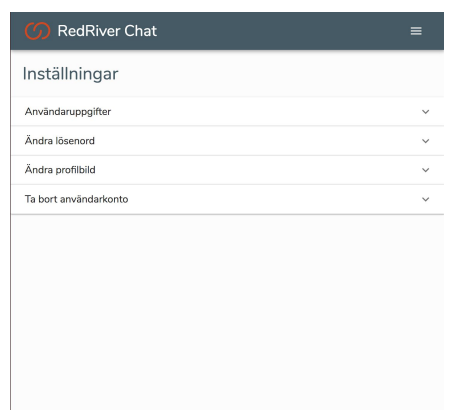 RedRiver Chat
Inställningar
Användaruppgifter
Ändra lösenord
Ändra profilbild
Ta bort användarkonto